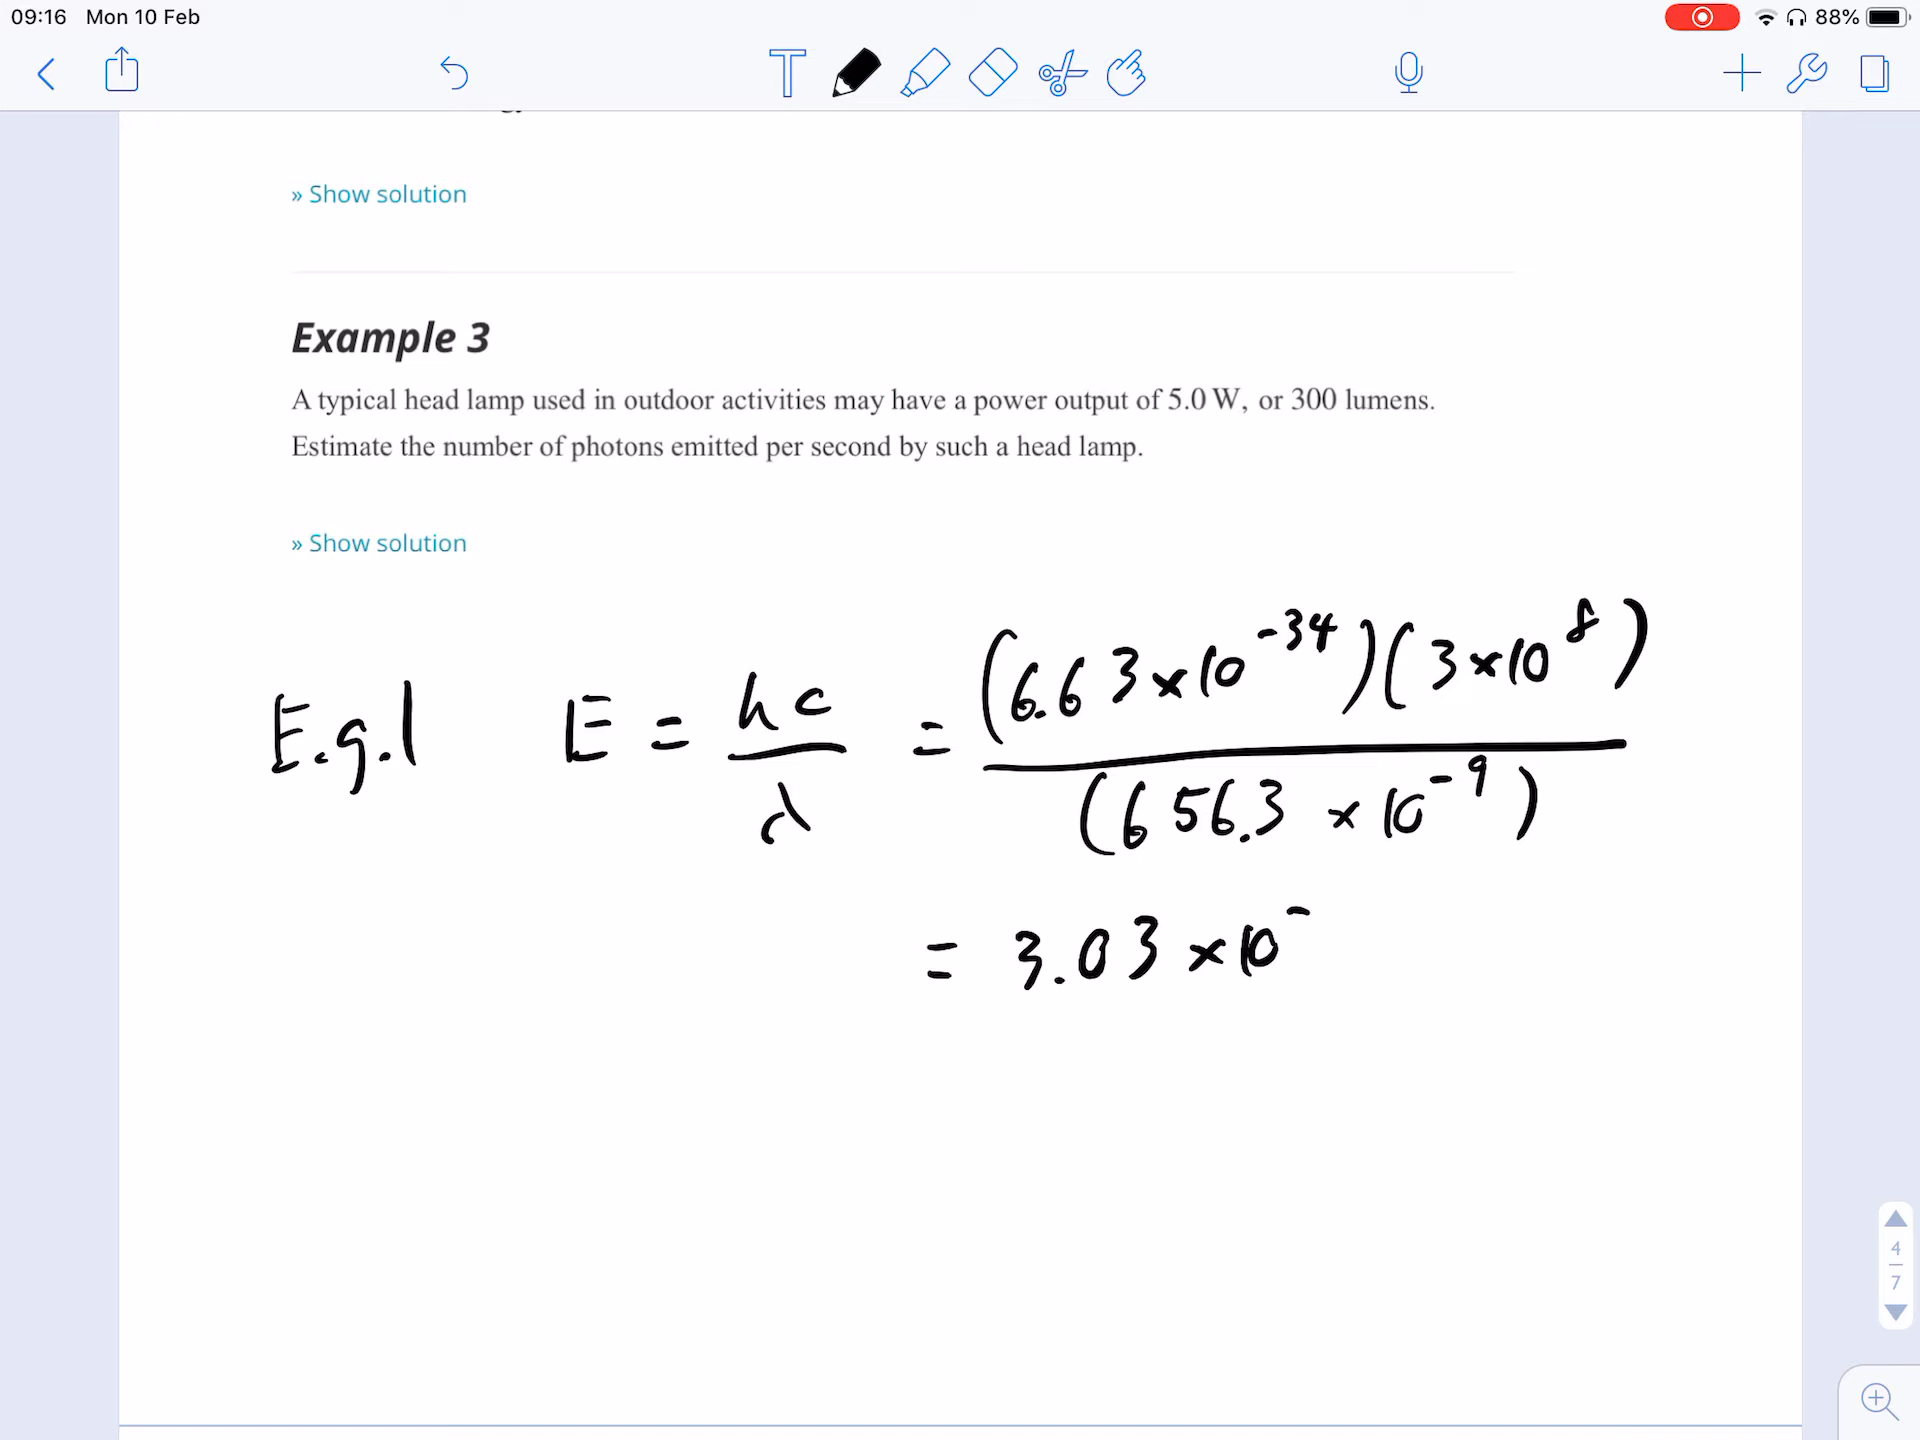 09:16 Mon 10 Feb 88%
T
» Show solution
Example 3
A typical head lamp used in outdoor activities may have a power output of 5.0 W, or 300 lumens.
Estimate the number of photons emitted per second by such a head lamp.
» Show solution
E.g.1 E = hc/λ = (6.63×10⁻³⁴)(3×10⁸)/(656.3 ×10⁻⁹)
= 3.03 ×10⁻
4
7